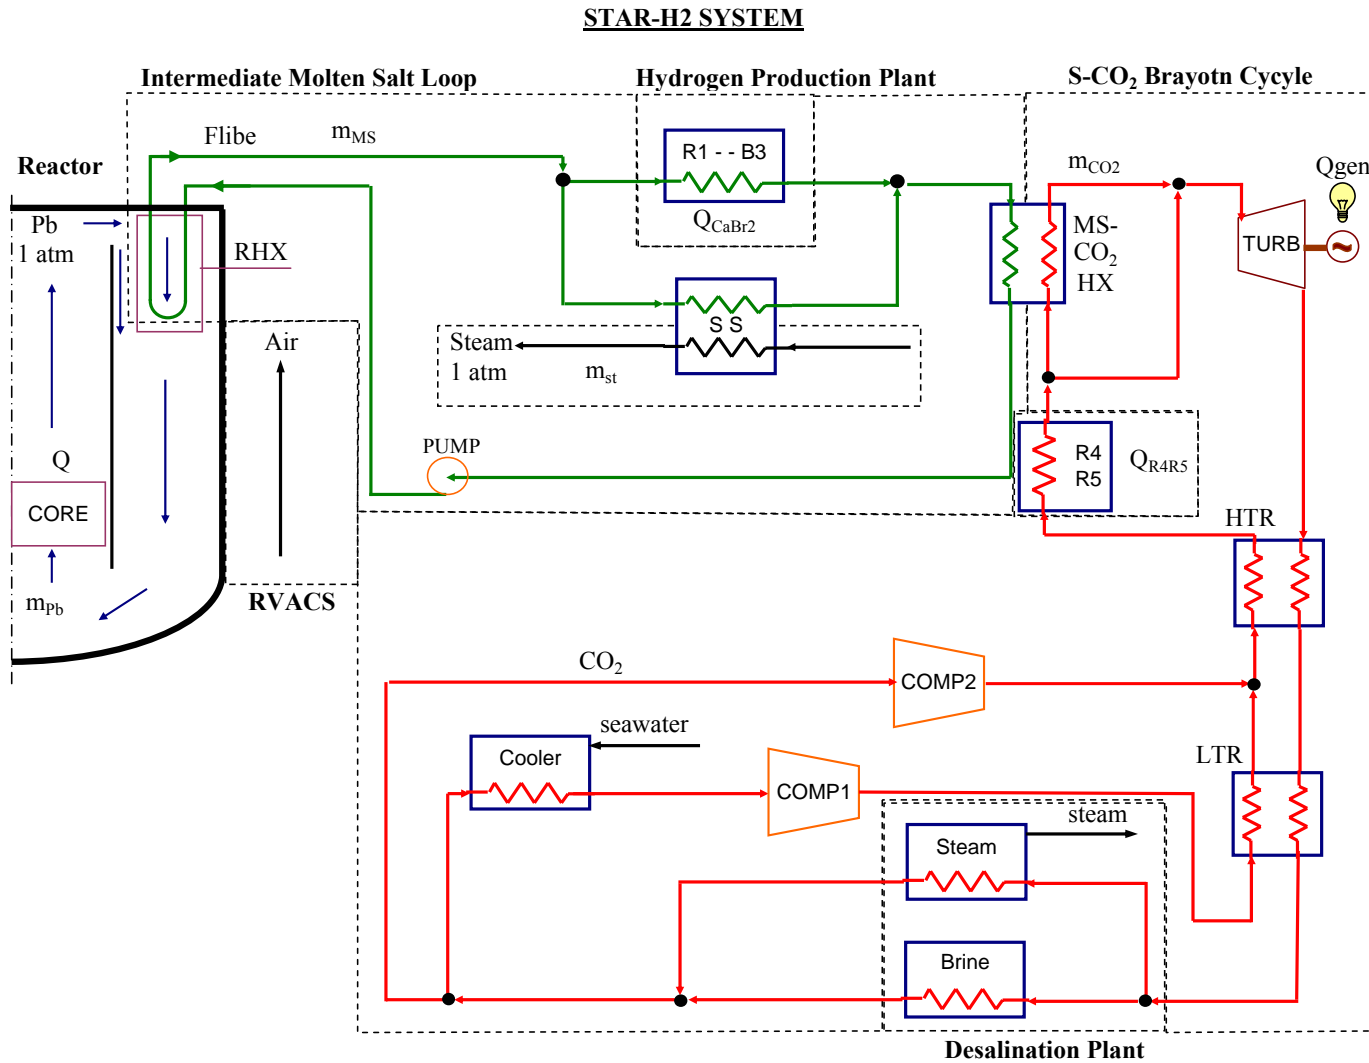 STAR-H2 SYSTEM
Intermediate Molten Salt Loop
Hydrogen Production Plant
S-CO2 Brayotn Cycyle
Flibe
mMS
Reactor
R1 - - B3
mCO2
Qgen
Pb
1 atm
RHX
QCaBr2
MS-
CO2
HX
TURB
~
Air
Steam
1 atm
mst
S S
PUMP
Q
CORE
R4
R5
QR4R5
HTR
mPb
RVACS
CO2
COMP2
seawater
Cooler
COMP1
LTR
steam
Steam
Brine
Desalination Plant